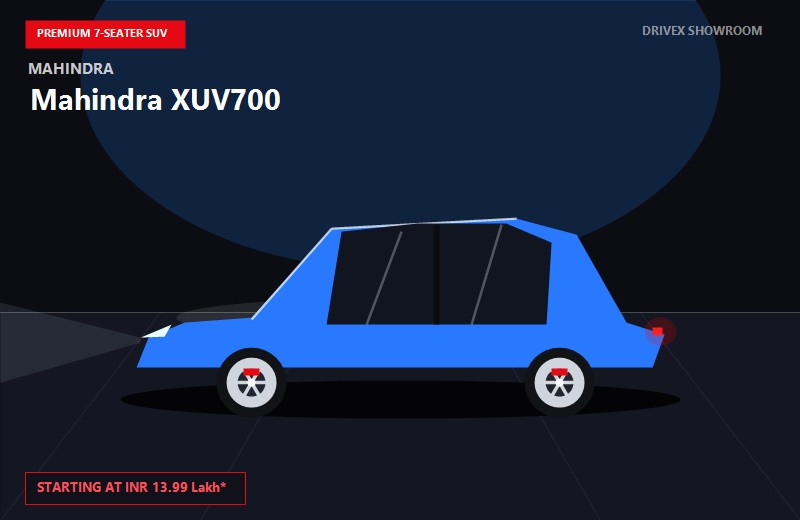 PREMIUM 7-SEATER SUV
DRIVEX SHOWROOM
MAHINDRA
Mahindra XUV700
STARTING AT INR 13.99 Lakh*